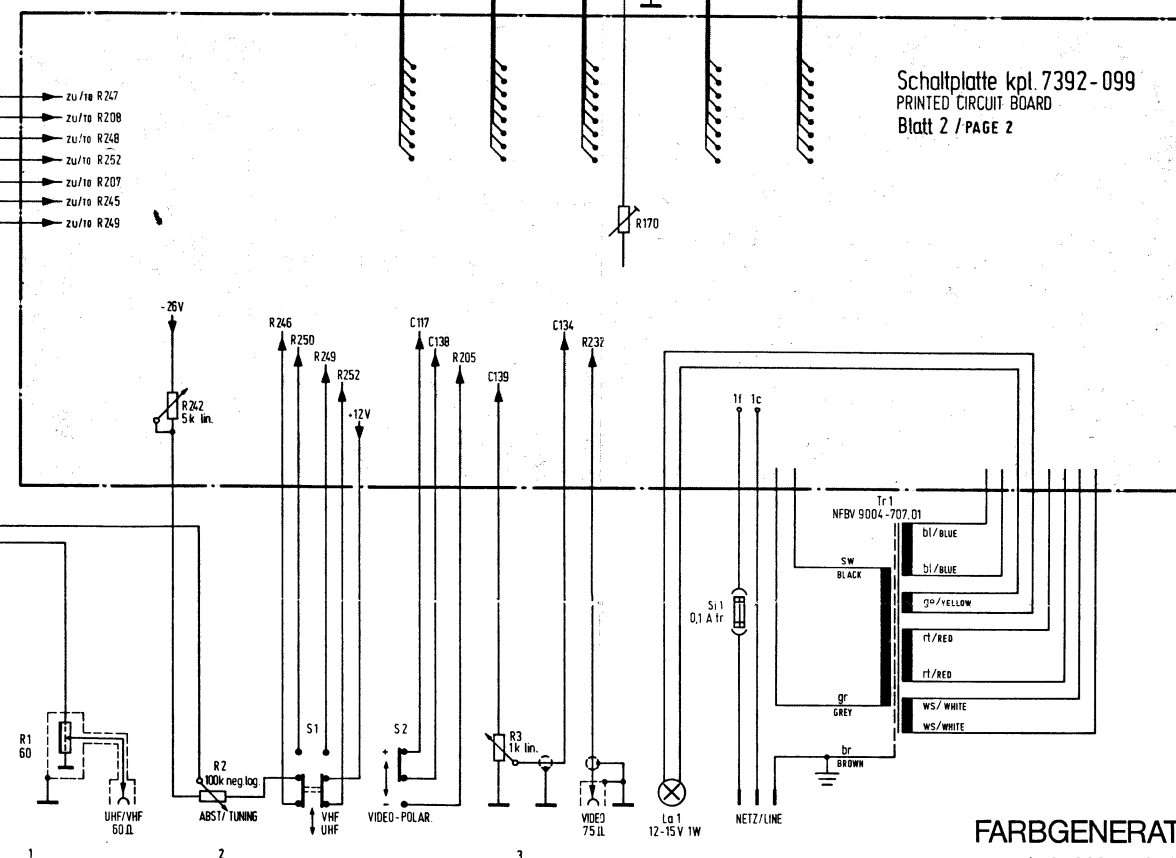 Schaltplatte kpl. 7392-099
PRINTED CIRCUIT BOARD
Blatt 2 / PAGE 2
zu/TO R247
zu/TO R208
zu/TO R248
zu/TO R252
zu/TO R207
zu/TO R245
zu/TO R249
R170
-26V
R246
R250
R249
R252
+12V
C117
C138
R205
C139
C134
R232
R242
5k lin.
1f 1c
Tr1
NFBV 9004-707.01
bl/BLUE
bl/BLUE
sw
BLACK
ge/YELLOW
Si1
0,1 A tr
rt/RED
rt/RED
gr
GREY
ws/WHITE
ws/WHITE
br
BROWN
R1
60
R2
100k neg.log.
S1
S2
+
-
R3
1k lin.
UHF/VHF
60Ω
ABST/TUNING
VHF
UHF
VIDEO-POLAR.
VIDEO
75Ω
La 1
12-15V 1W
NETZ/LINE
FARBGENERAT
1 2 3